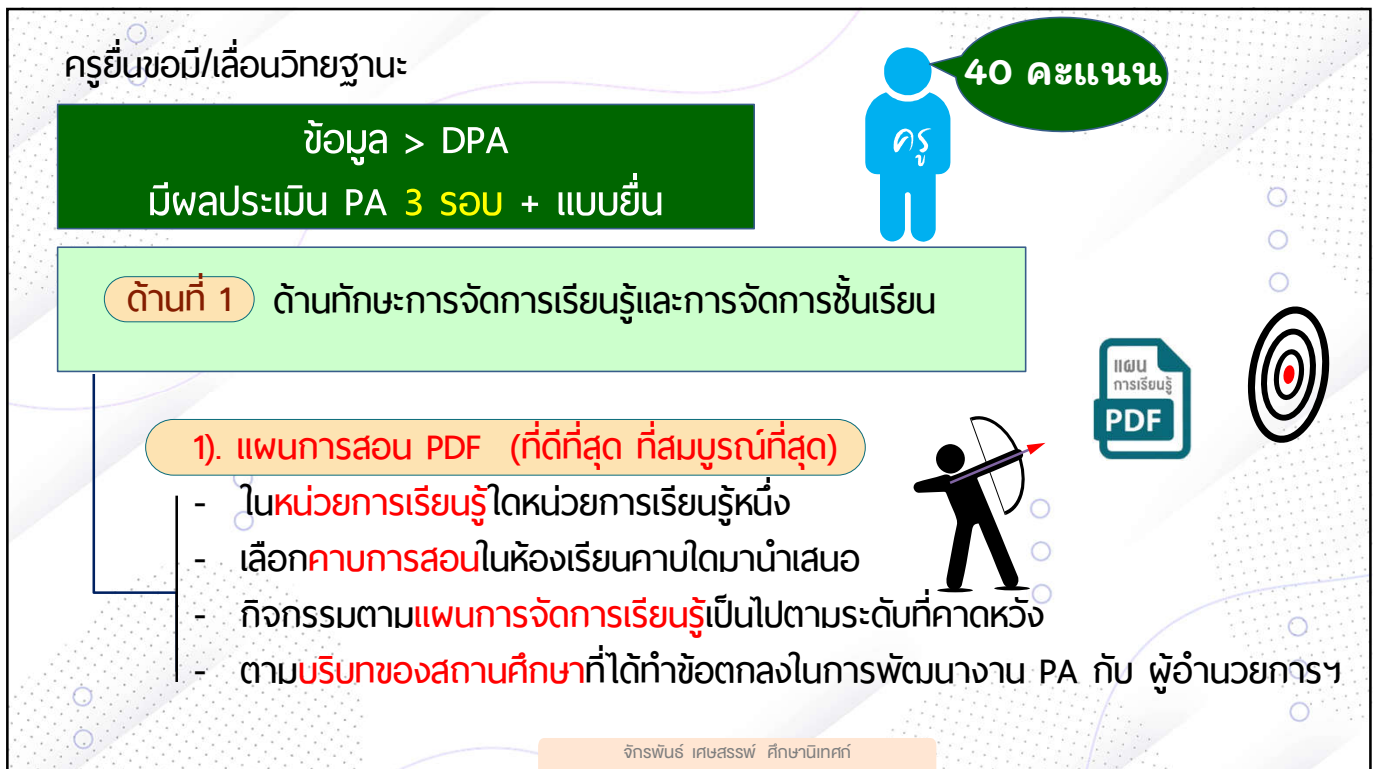 ครูยื่นขอมี/เลื่อนวิทยฐานะ
40 คะแนน
ครู
ข้อมูล > DPA
มีผลประเมิน PA 3 รอบ + แบบยื่น
ด้านที่ 1 ด้านทักษะการจัดการเรียนรู้และการจัดการชั้นเรียน
แผน
การเรียนรู้
PDF
1). แผนการสอน PDF (ที่ดีที่สุด ที่สมบูรณ์ที่สุด)
- ในหน่วยการเรียนรู้ใดหน่วยการเรียนรู้หนึ่ง
- เลือกคาบการสอนในห้องเรียนคาบใดมานำเสนอ
- กิจกรรมตามแผนการจัดการเรียนรู้เป็นไปตามระดับที่คาดหวัง
- ตามบริบทของสถานศึกษาที่ได้ทำข้อตกลงในการพัฒนางาน PA กับ ผู้อำนวยการฯ
จักรพันธ์ เศษสรรพ์ ศึกษานิเทศก์